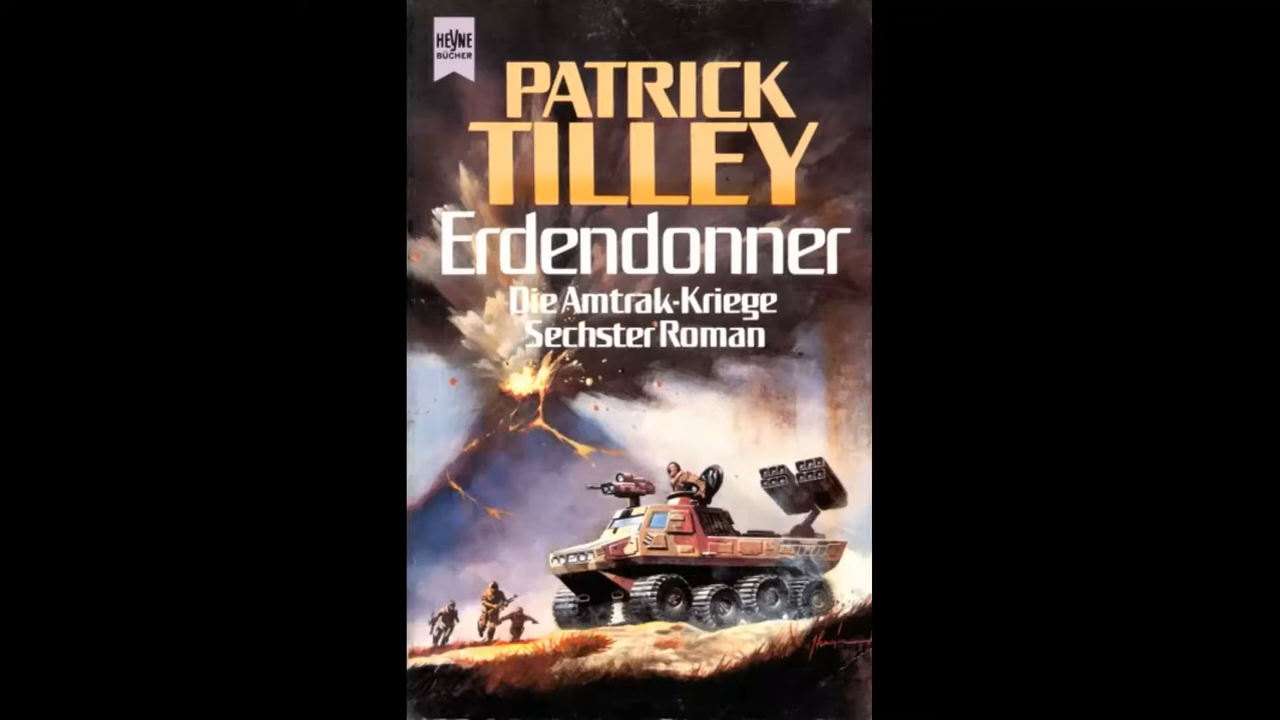 HEYNE
BÜCHER
PATRICK
TILLEY
Erdendonner
Die Amtrak-Kriege
Sechster Roman